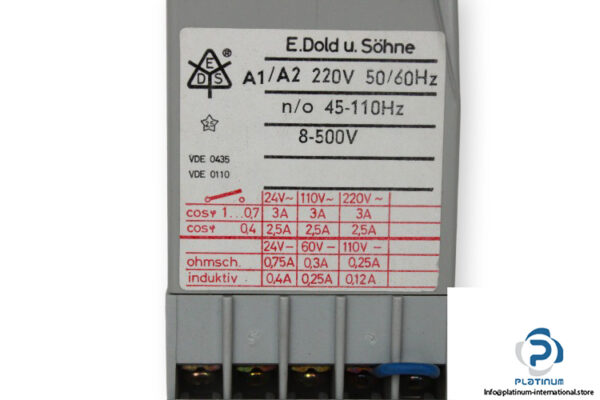 E.Dold u. Söhne
E
D S
®
A1/A2 220V 50/60Hz
n/o 45-110Hz
8-500V
VDE 0435
VDE 0110
24V~ 110V~ 220V~
cosφ 1...0,7 3A 3A 3A
cosφ 0,4 2,5A 2,5A 2,5A
24V– 60V– 110V–
ohmsch. 0,75A 0,3A 0,25A
induktiv 0,4A 0,25A 0,12A
PLATINUM
Info@platinum-international.store